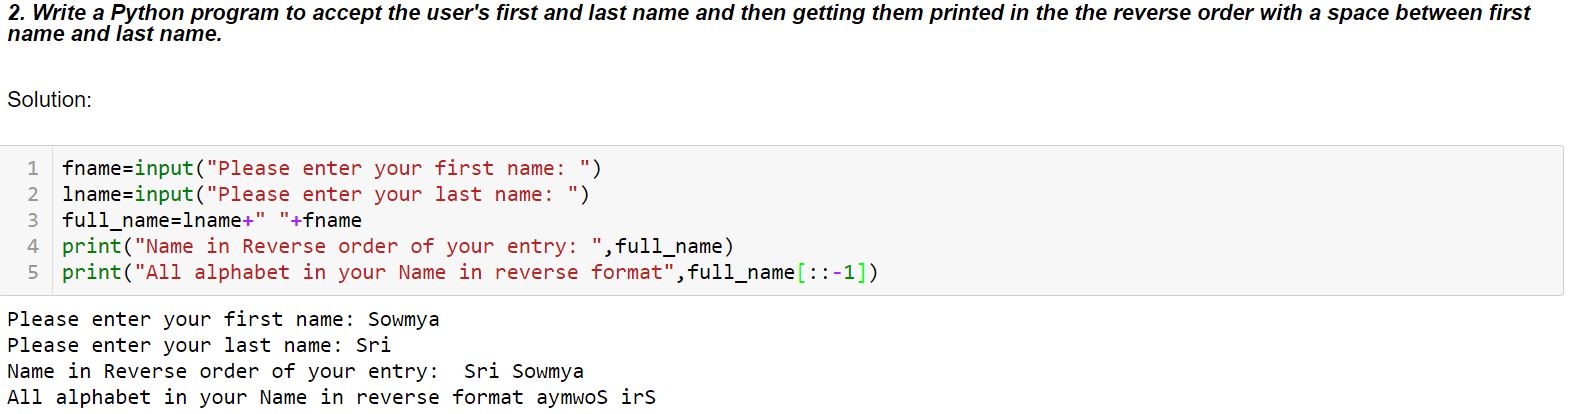 2. Write a Python program to accept the user's first and last name and then getting them printed in the the reverse order with a space between first
name and last name.
Solution:
1 fname=input("Please enter your first name: ")
2 lname=input("Please enter your last name: ")
3 full_name=lname+" "+fname
4 print("Name in Reverse order of your entry: ",full_name)
5 print("All alphabet in your Name in reverse format",full_name[::-1])
Please enter your first name: Sowmya
Please enter your last name: Sri
Name in Reverse order of your entry:  Sri Sowmya
All alphabet in your Name in reverse format aymwoS irS